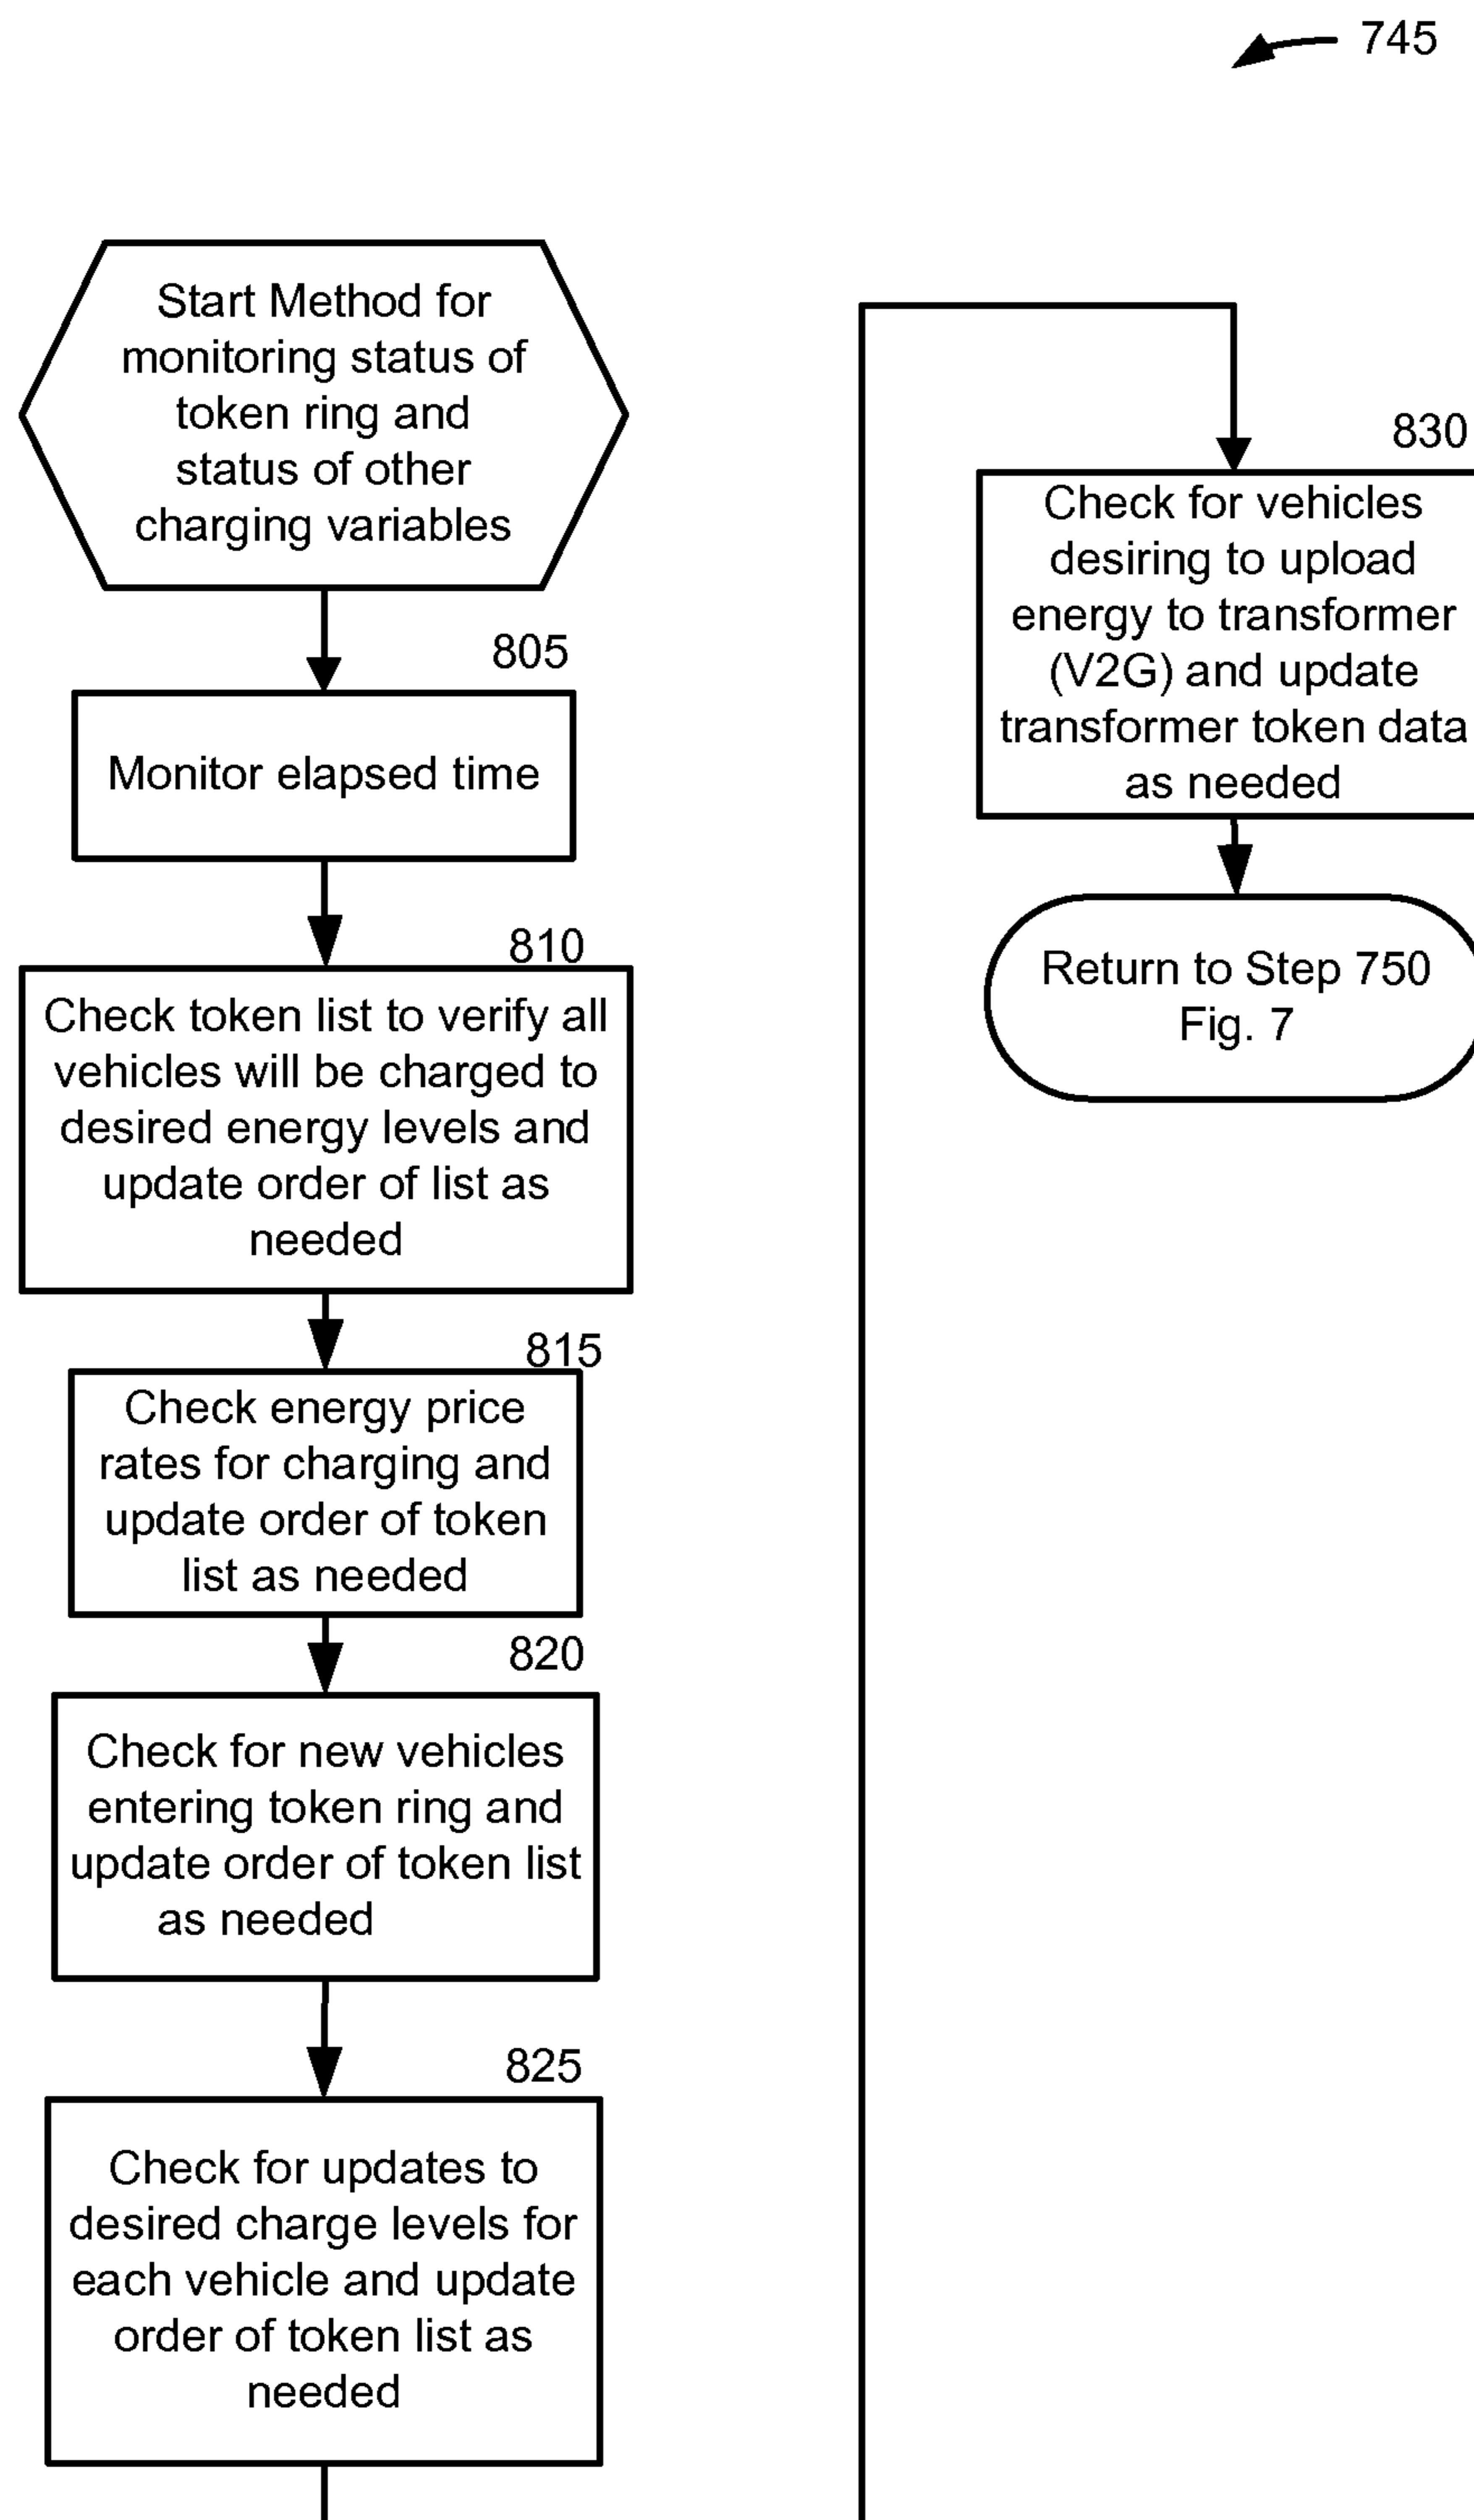 745
Start Method for
monitoring status of
token ring and
status of other
charging variables
805
Monitor elapsed time
810
Check token list to verify all
vehicles will be charged to
desired energy levels and
update order of list as
needed
815
Check energy price
rates for charging and
update order of token
list as needed
820
Check for new vehicles
entering token ring and
update order of token list
as needed
825
Check for updates to
desired charge levels for
each vehicle and update
order of token list as
needed
830
Check for vehicles
desiring to upload
energy to transformer
(V2G) and update
transformer token data
as needed
Return to Step 750
Fig. 7